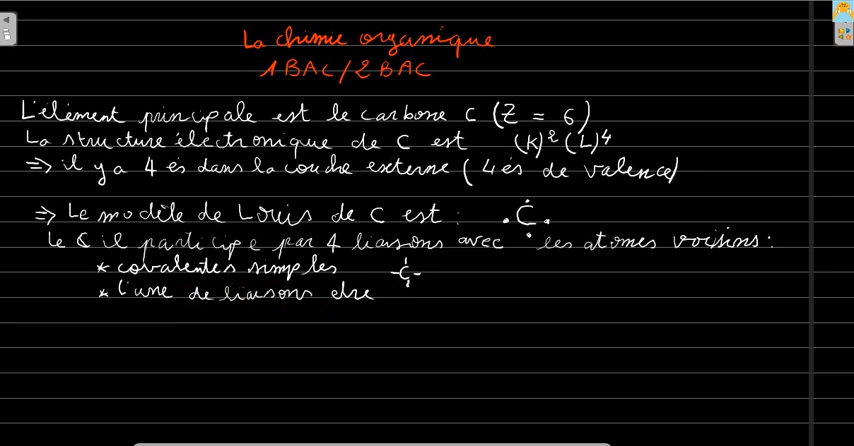 La chimie organique
1BAC/2BAC
L'élément principale est le carbone C (Z = 6)
La structure électronique de C est (K)² (L)⁴
=> il y a 4 es dans la couche externe (4 és de valence)
=> Le modèle de Louis de C est : . C .
Le C il participe par 4 liaisons avec les atomes voisins :
* covalentes simples -C-
* l'une de liaisons être